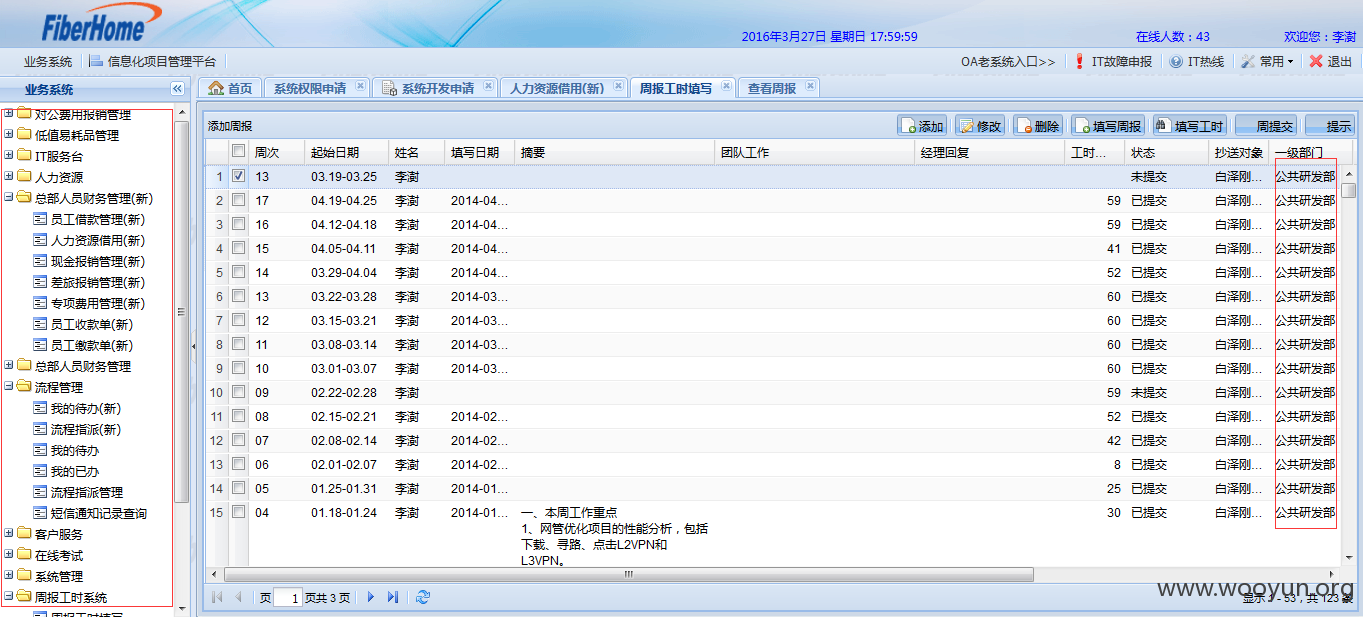 FiberHome
2016年3月27日 星期日 17:59:59 在线人数：43 欢迎您：李澍
业务系统 信息化项目管理平台 OA老系统入口>> IT故障申报 IT热线 常用 退出
业务系统
首页 系统权限申请 系统开发申请 人力资源借用(新) 周报工时填写 查看周报
对公费用报销管理
低值易耗品管理
IT服务台
人力资源
总部人员财务管理(新)
员工借款管理(新)
人力资源借用(新)
现金报销管理(新)
差旅报销管理(新)
专项费用管理(新)
员工收款单(新)
员工缴款单(新)
总部人员财务管理
流程管理
我的待办(新)
流程指派(新)
我的待办
我的已办
流程指派管理
短信通知记录查询
客户服务
在线考试
系统管理
周报工时系统
周报工时填写
添加周报 添加 修改 删除 填写周报 填写工时 周提交 提示
周次 起始日期 姓名 填写日期 摘要 团队工作 经理回复 工时... 状态 抄送对象 一级部门
1 13 03.19-03.25 李澍 未提交 白泽刚... 公共研发部
2 17 04.19-04.25 李澍 2014-04... 59 已提交 白泽刚... 公共研发部
3 16 04.12-04.18 李澍 2014-04... 59 已提交 白泽刚... 公共研发部
4 15 04.05-04.11 李澍 2014-04... 41 已提交 白泽刚... 公共研发部
5 14 03.29-04.04 李澍 2014-04... 52 已提交 白泽刚... 公共研发部
6 13 03.22-03.28 李澍 2014-03... 60 已提交 白泽刚... 公共研发部
7 12 03.15-03.21 李澍 2014-03... 60 已提交 白泽刚... 公共研发部
8 11 03.08-03.14 李澍 2014-03... 60 已提交 白泽刚... 公共研发部
9 10 03.01-03.07 李澍 2014-03... 60 已提交 白泽刚... 公共研发部
10 09 02.22-02.28 李澍 59 未提交 白泽刚... 公共研发部
11 08 02.15-02.21 李澍 2014-02... 52 已提交 白泽刚... 公共研发部
12 07 02.08-02.14 李澍 2014-02... 42 已提交 白泽刚... 公共研发部
13 06 02.01-02.07 李澍 2014-02... 8 已提交 白泽刚... 公共研发部
14 05 01.25-01.31 李澍 2014-01... 25 已提交 白泽刚... 公共研发部
15 04 01.18-01.24 李澍 2014-01... 一、本周工作重点 30 已提交 白泽刚... 公共研发部
1、网管优化项目的性能分析，包括
下载、寻路、点击L2VPN和
L3VPN。
页 1 页共 3 页 显示 1 - 53，共 123 条
www.wooyun.org